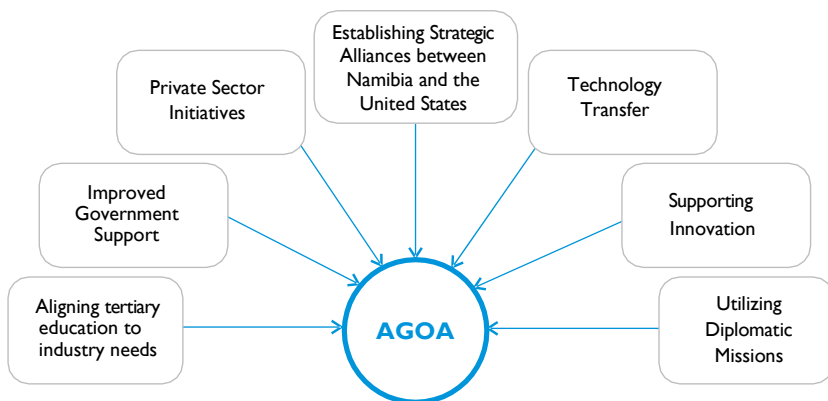 Establishing Strategic
Alliances between
Namibia and the
United States
Private Sector
Initiatives
Technology
Transfer
Improved
Government
Support
Supporting
Innovation
Aligning tertiary
education to
industry needs
AGOA
Utilizing
Diplomatic
Missions